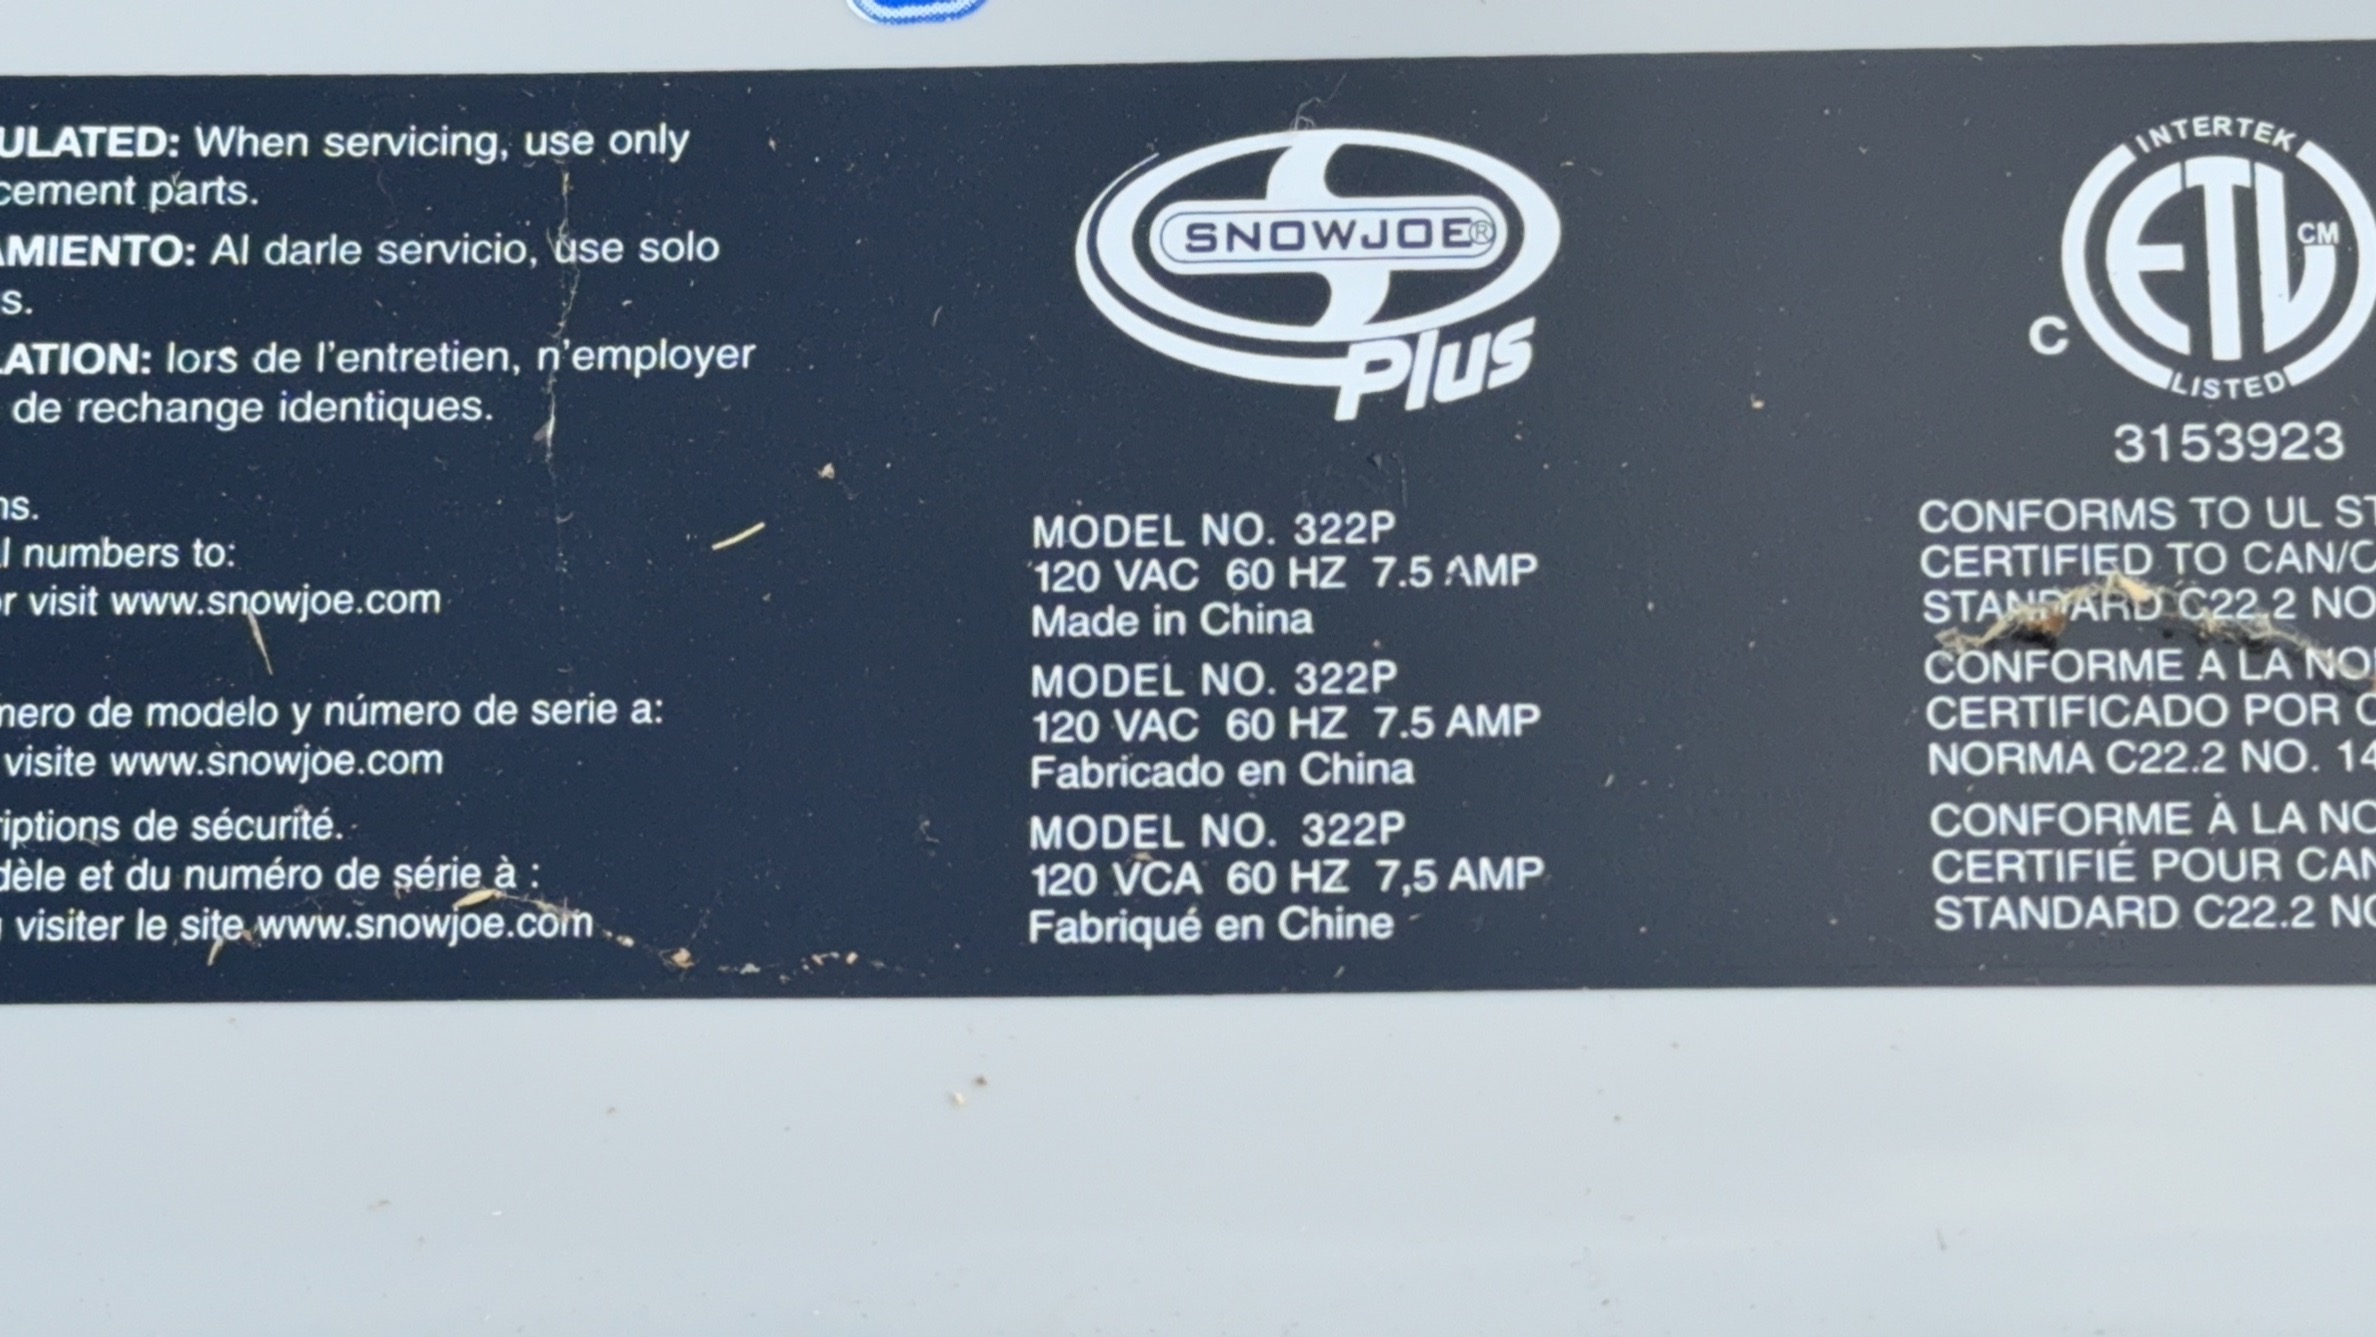 ULATED: When servicing, use only
cement parts.
AMIENTO: Al darle servicio, use solo
s.
LATION: lors de l'entretien, n'employer
de rechange identiques.
ns.
l numbers to:
or visit www.snowjoe.com
nero de modelo y número de serie a:
visite www.snowjoe.com
riptions de sécurité.
dèle et du numéro de série à :
visiter le site www.snowjoe.com
SNOWJOE®
Plus
MODEL NO. 322P
120 VAC 60 HZ 7.5 AMP
Made in China
MODEL NO. 322P
120 VAC 60 HZ 7.5 AMP
Fabricado en China
MODEL NO. 322P
120 VCA 60 HZ 7,5 AMP
Fabriqué en Chine
INTERTEK
ETL CM
C
LISTED
3153923
CONFORMS TO UL ST
CERTIFIED TO CAN/C
STANDARD C22.2 NO
CONFORME A LA NO
CERTIFICADO POR C
NORMA C22.2 NO. 14
CONFORME À LA NO
CERTIFIÉ POUR CAN
STANDARD C22.2 NO